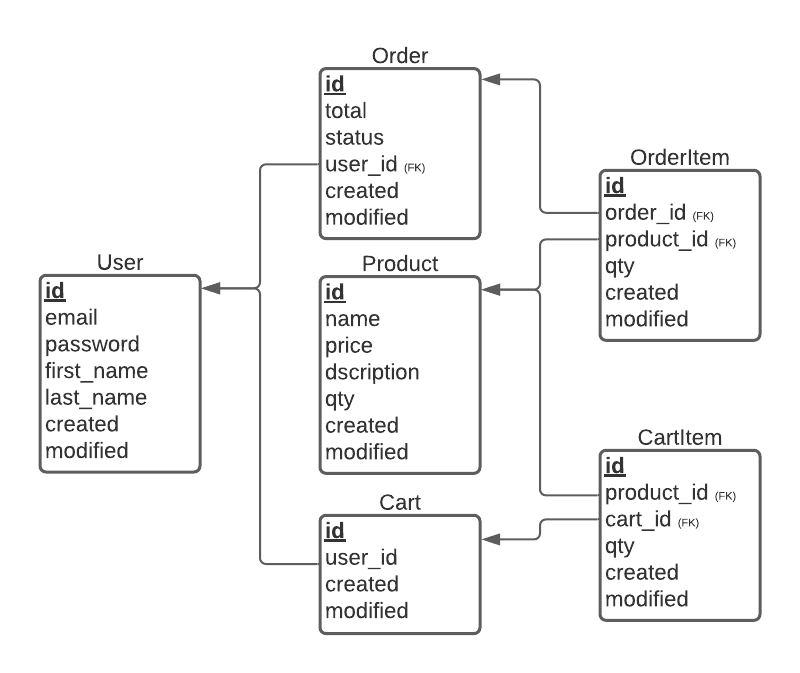 Order
id
total
status
user_id (FK)
created
modified
OrderItem
id
order_id (FK)
product_id (FK)
qty
created
modified
User
id
email
password
first_name
last_name
created
modified
Product
id
name
price
dscription
qty
created
modified
CartItem
id
product_id (FK)
cart_id (FK)
qty
created
modified
Cart
id
user_id
created
modified